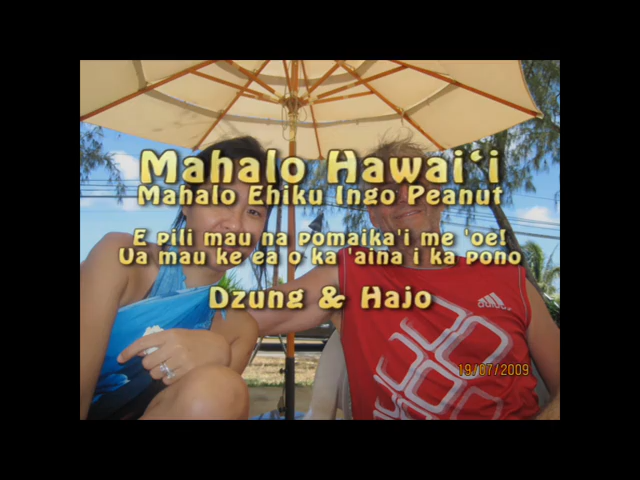 Mahalo Hawai‘i
Mahalo Ehiku Ingo Peanut
E pili mau na pomaika'i me 'oe!
Ua mau ke ea o ka 'aina i ka pono
Dzung & Hajo
adidas
19/07/2009